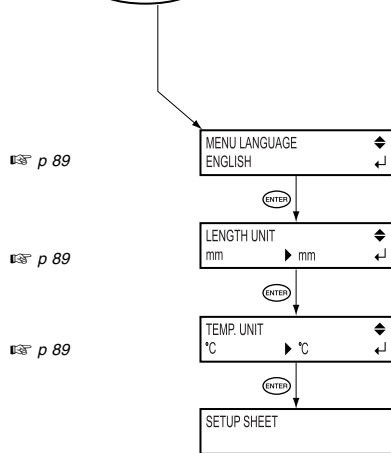 MENU LANGUAGE
ENGLISH
☞ p 89
ENTER
LENGTH UNIT
mm mm
☞ p 89
ENTER
TEMP. UNIT
°C °C
☞ p 89
ENTER
SETUP SHEET